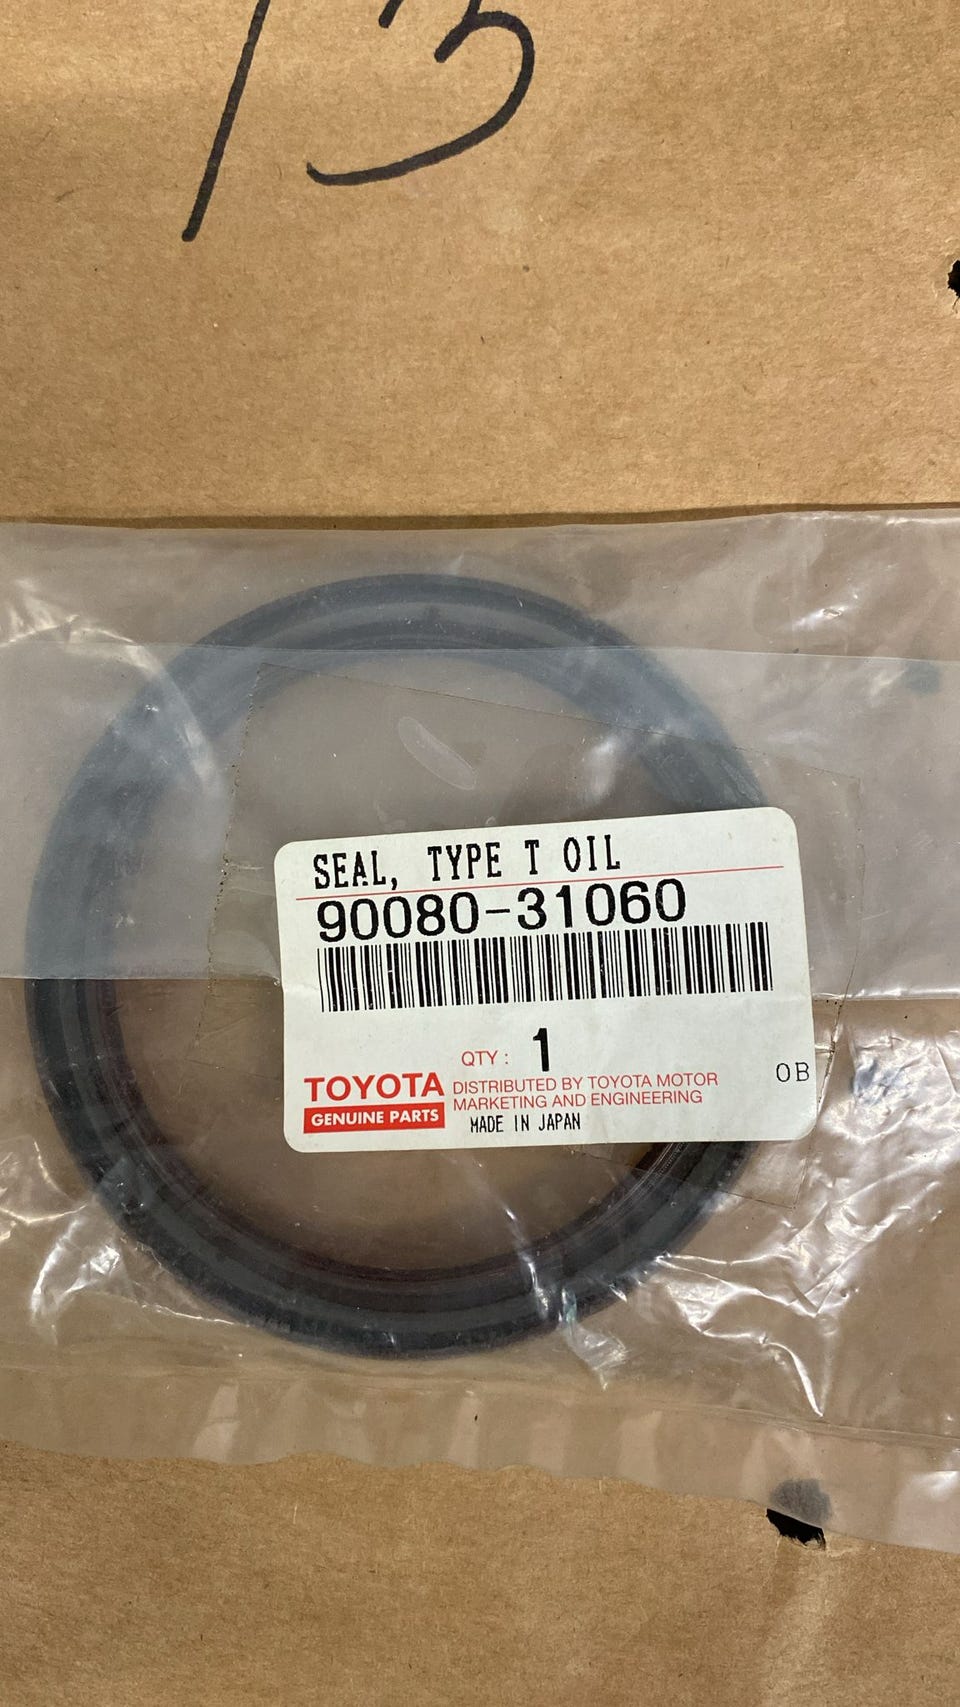 13
SEAL, TYPE T OIL
90080-31060
QTY : 1
TOYOTA
GENUINE PARTS
DISTRIBUTED BY TOYOTA MOTOR
MARKETING AND ENGINEERING
MADE IN JAPAN
OB